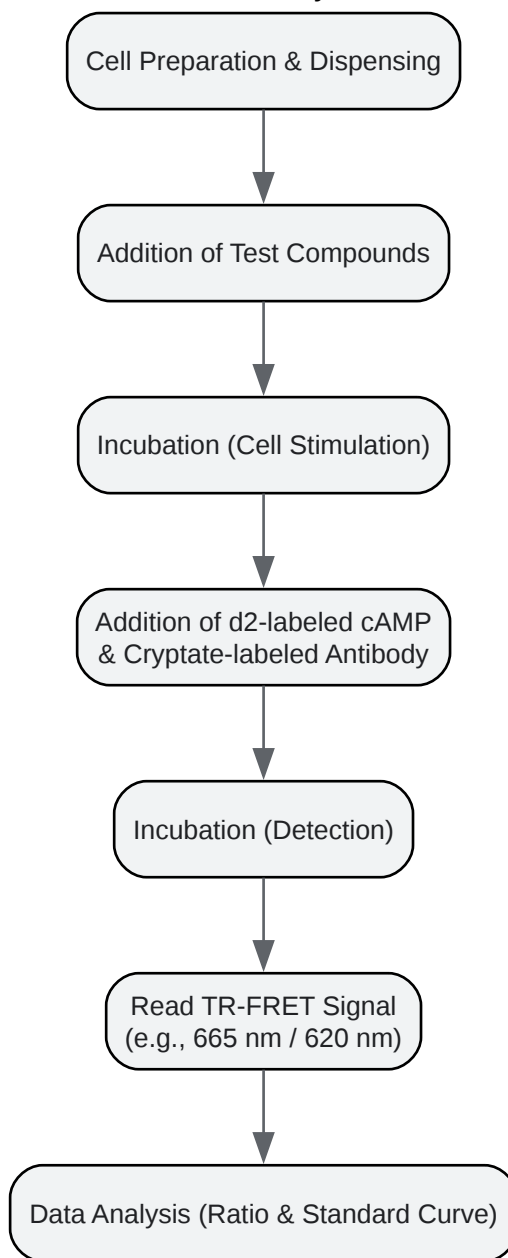 Cell Preparation & Dispensing
Addition of Test Compounds
Incubation (Cell Stimulation)
Addition of d2-labeled cAMP
& Cryptate-labeled Antibody
Incubation (Detection)
Read TR-FRET Signal
(e.g., 665 nm / 620 nm)
Data Analysis (Ratio & Standard Curve)